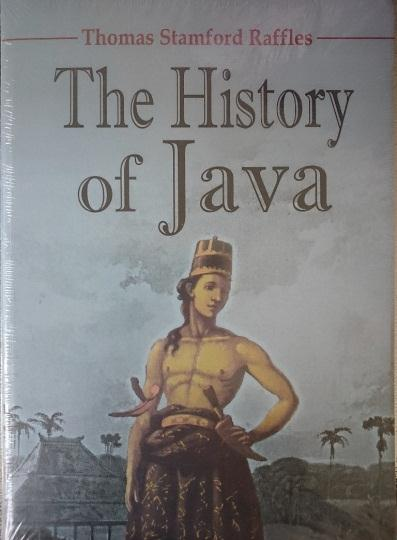 Thomas Stamford Raffles
The History
of Java